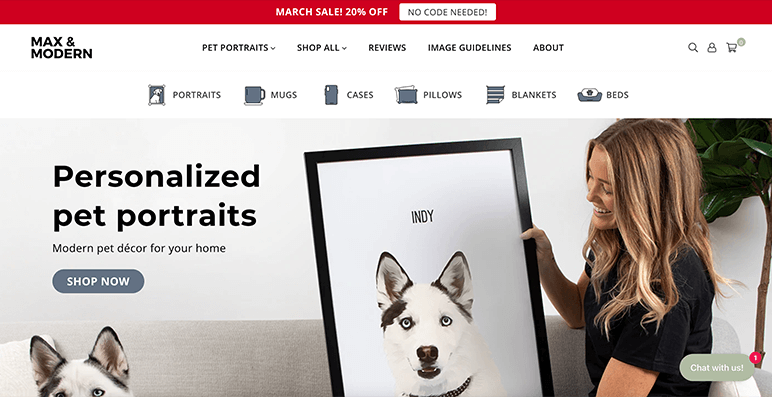 MARCH SALE! 20% OFF NO CODE NEEDED!
MAX &
MODERN
PET PORTRAITS SHOP ALL REVIEWS IMAGE GUIDELINES ABOUT
0
PORTRAITS MUGS CASES PILLOWS BLANKETS BEDS
Personalized
pet portraits
Modern pet décor for your home
SHOP NOW
INDY
1
Chat with us!